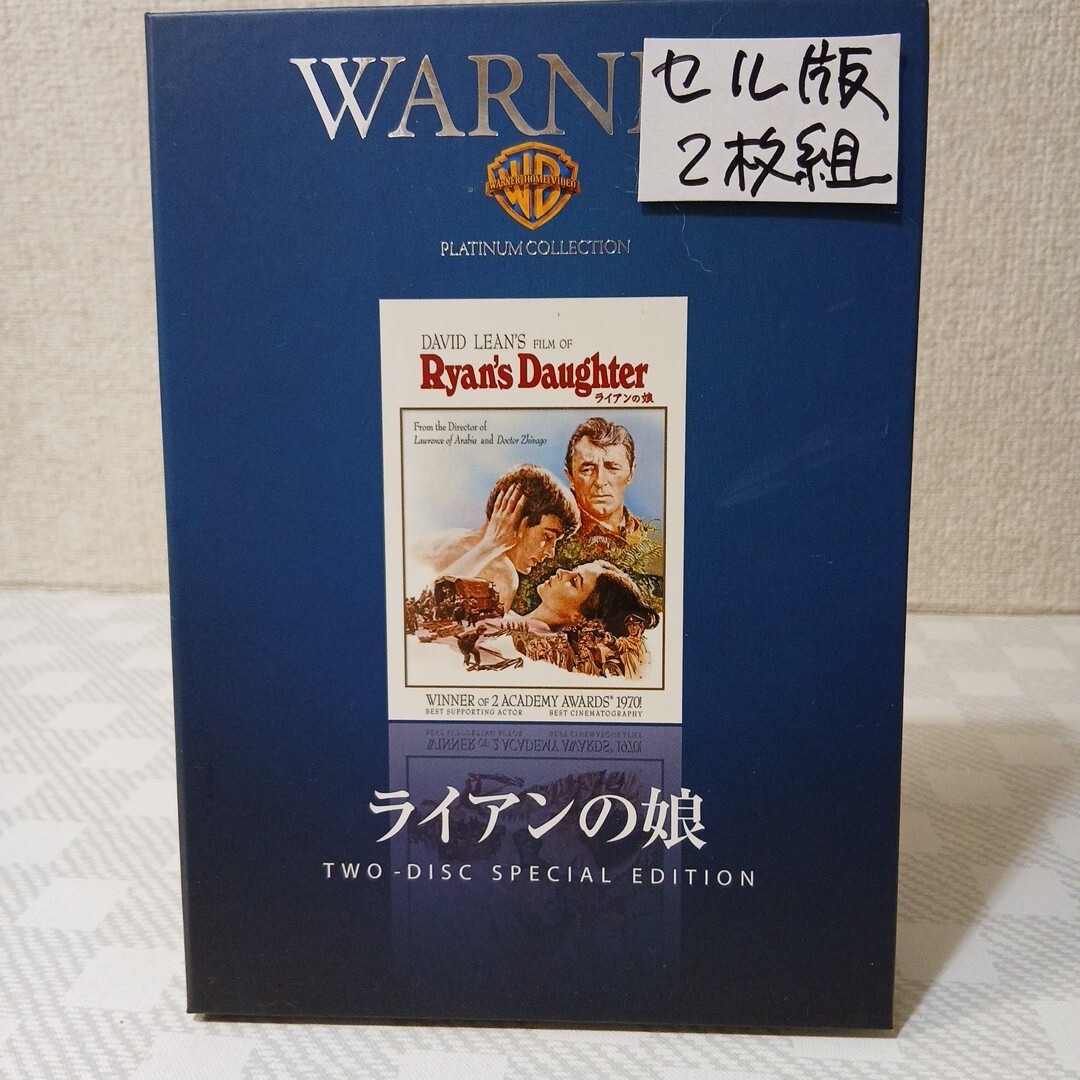 WARN
セル版
2枚組
WARNER HOME VIDEO
WB
PLATINUM COLLECTION
DAVID LEAN'S FILM OF
Ryan's Daughter
ライアンの娘
From the Director of
Lawrence of Arabia and Doctor Zhivago
WINNER OF 2 ACADEMY AWARDS® 1970!
BEST SUPPORTING ACTOR BEST CINEMATOGRAPHY
ライアンの娘
TWO-DISC SPECIAL EDITION